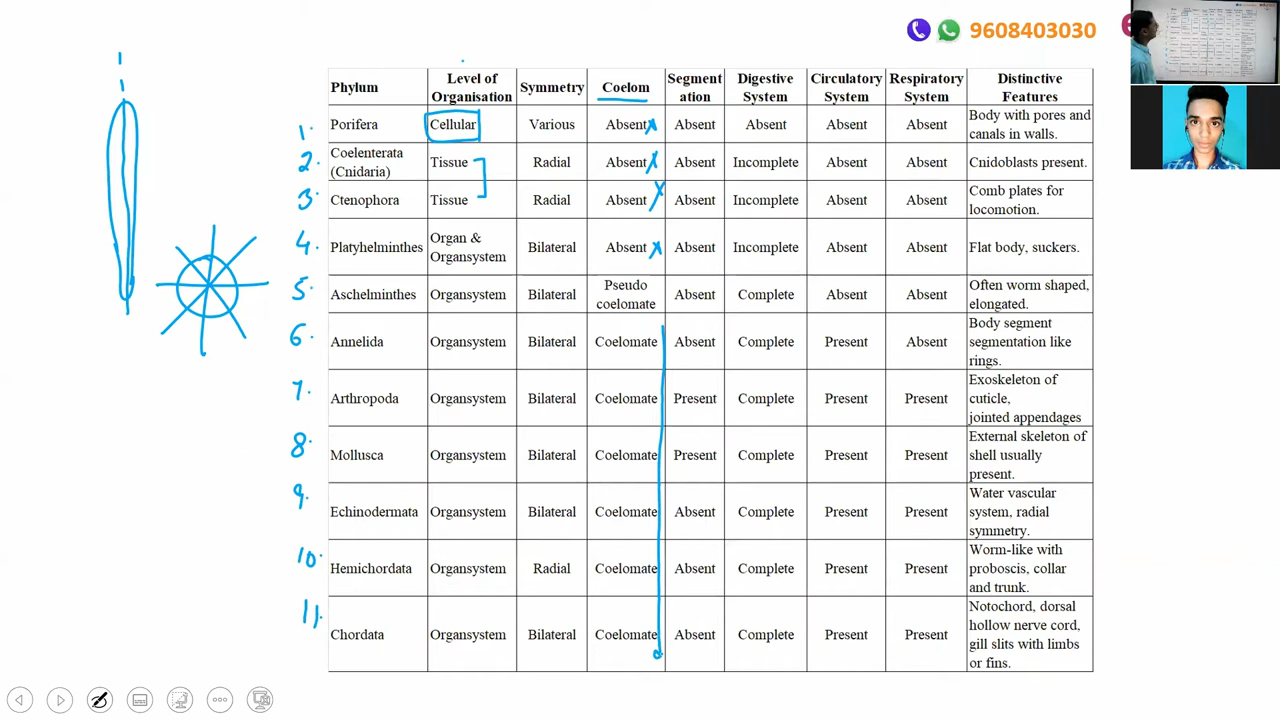 9608403030
Phylum Level of Organisation Symmetry Coelom Segment ation Digestive System Circulatory System Respiratory System Distinctive Features
1. Porifera Cellular Various Absent x Absent Absent Absent Absent Body with pores and canals in walls.
2. Coelenterata (Cnidaria) Tissue Radial Absent x Absent Incomplete Absent Absent Cnidoblasts present.
3. Ctenophora Tissue Radial Absent x Absent Incomplete Absent Absent Comb plates for locomotion.
4. Platyhelminthes Organ & Organsystem Bilateral Absent x Absent Incomplete Absent Absent Flat body, suckers.
5. Aschelminthes Organsystem Bilateral Pseudo coelomate Absent Complete Absent Absent Often worm shaped, elongated.
6. Annelida Organsystem Bilateral Coelomate Absent Complete Present Absent Body segment segmentation like rings.
7. Arthropoda Organsystem Bilateral Coelomate Present Complete Present Present Exoskeleton of cuticle, jointed appendages
8. Mollusca Organsystem Bilateral Coelomate Present Complete Present Present External skeleton of shell usually present.
9. Echinodermata Organsystem Bilateral Coelomate Absent Complete Present Present Water vascular system, radial symmetry.
10. Hemichordata Organsystem Radial Coelomate Absent Complete Present Present Worm-like with proboscis, collar and trunk.
11. Chordata Organsystem Bilateral Coelomate Absent Complete Present Present Notochord, dorsal hollow nerve cord, gill slits with limbs or fins.